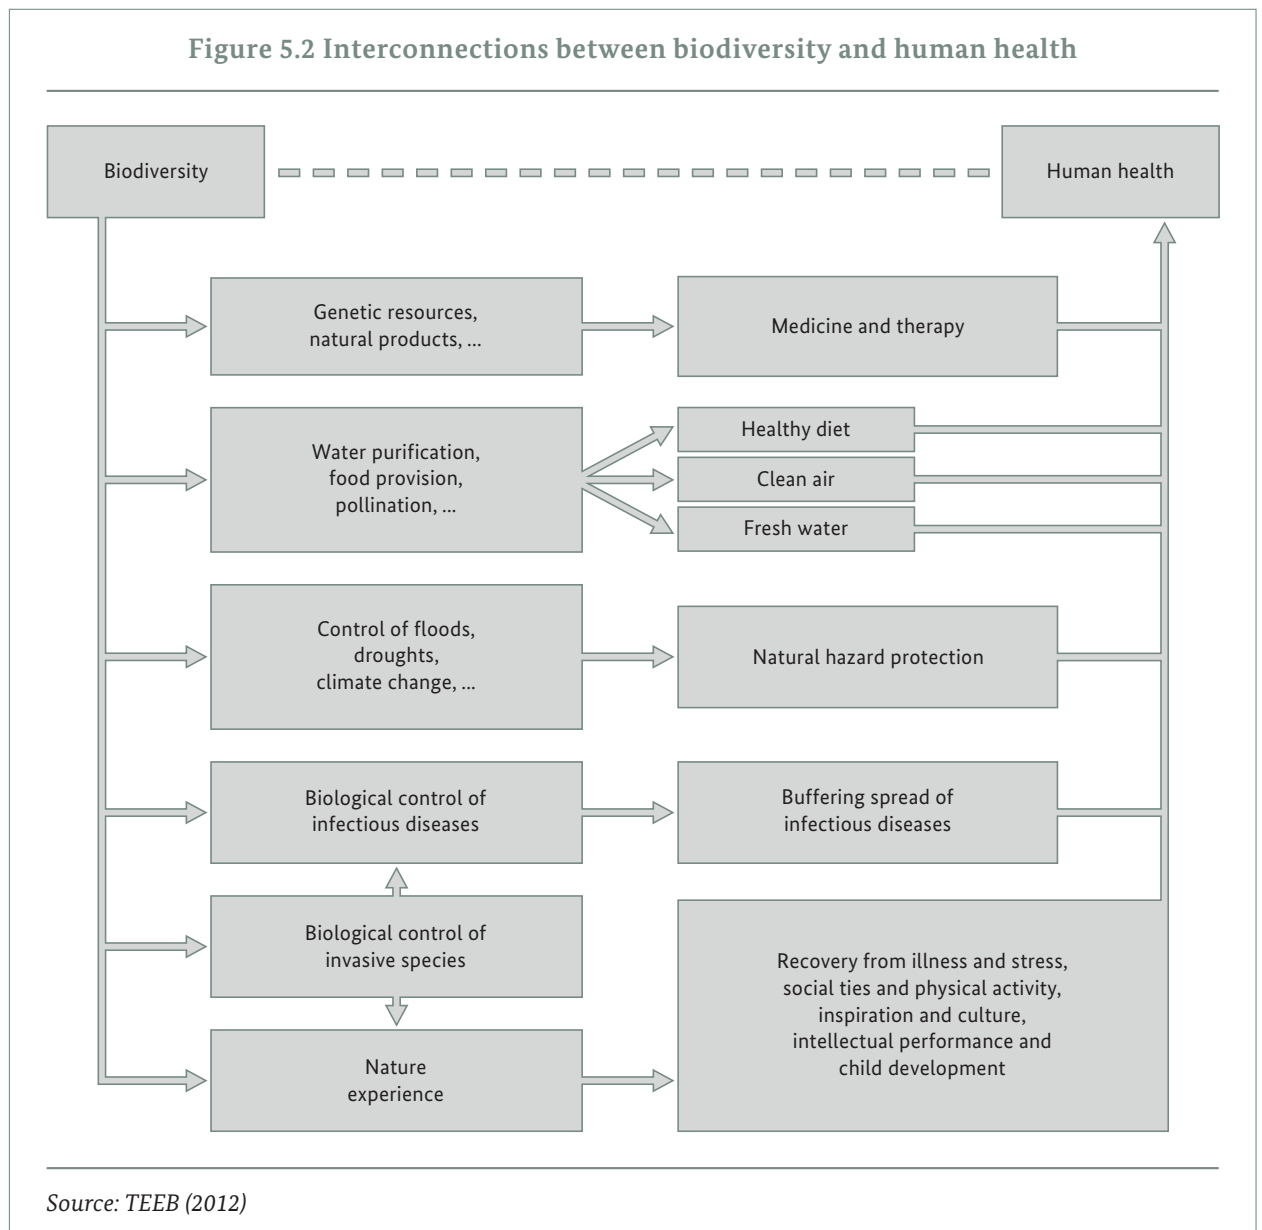 Figure 5.2 Interconnections between biodiversity and human health
Biodiversity
Human health
Genetic resources,
natural products, ...
Medicine and therapy
Water purification,
food provision,
pollination, ...
Healthy diet
Clean air
Fresh water
Control of floods,
droughts,
climate change, ...
Natural hazard protection
Biological control of
infectious diseases
Buffering spread of
infectious diseases
Biological control of
invasive species
Recovery from illness and stress,
social ties and physical activity,
inspiration and culture,
intellectual performance and
child development
Nature
experience
Source: TEEB (2012)